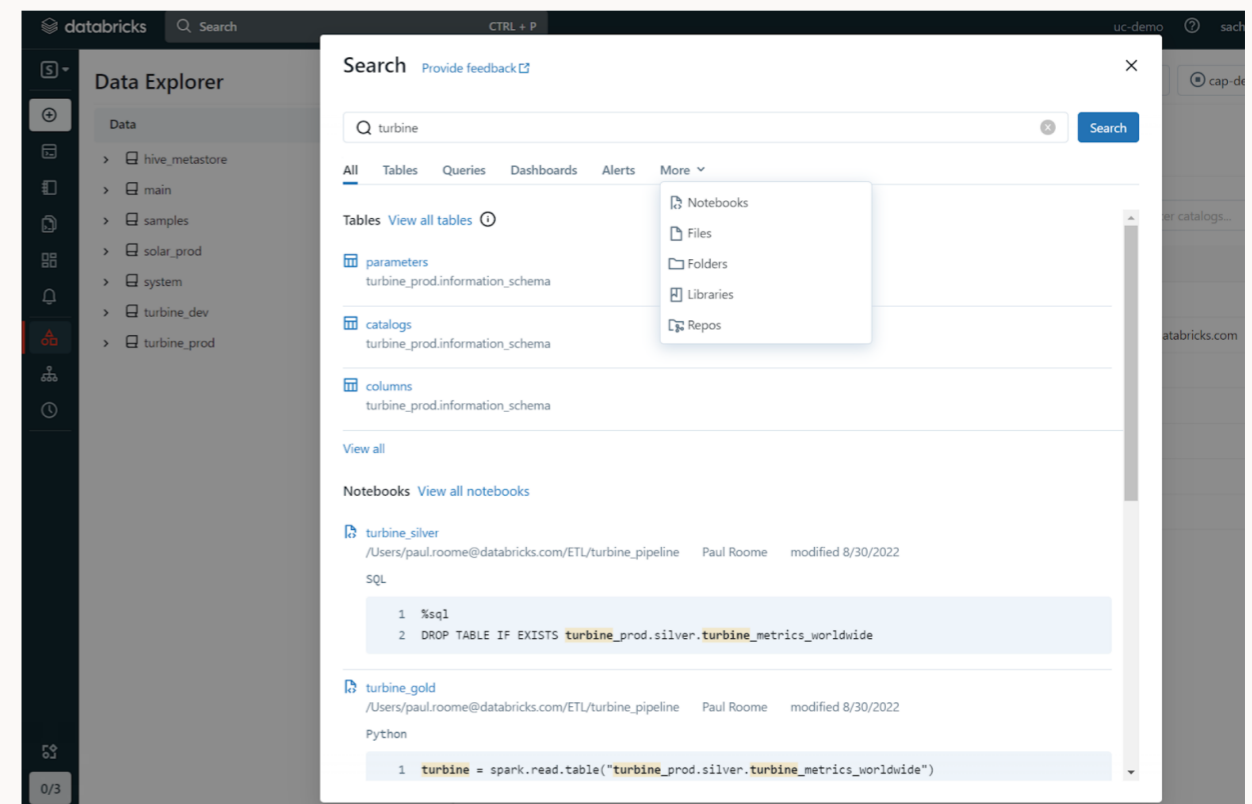 databricks
Search
CTRL + P
uc-demo
sach
Data Explorer
cap-de
Data
hive_metastore
main
samples
solar_prod
system
turbine_dev
turbine_prod
er catalogs...
atabricks.com
0/3
Search Provide feedback
turbine
Search
All Tables Queries Dashboards Alerts More
Notebooks
Files
Folders
Libraries
Repos
Tables View all tables
parameters
turbine_prod.information_schema
catalogs
turbine_prod.information_schema
columns
turbine_prod.information_schema
View all
Notebooks View all notebooks
turbine_silver
/Users/paul.roome@databricks.com/ETL/turbine_pipeline Paul Roome modified 8/30/2022
SQL
1 %sql
2 DROP TABLE IF EXISTS turbine_prod.silver.turbine_metrics_worldwide
turbine_gold
/Users/paul.roome@databricks.com/ETL/turbine_pipeline Paul Roome modified 8/30/2022
Python
1 turbine = spark.read.table("turbine_prod.silver.turbine_metrics_worldwide")